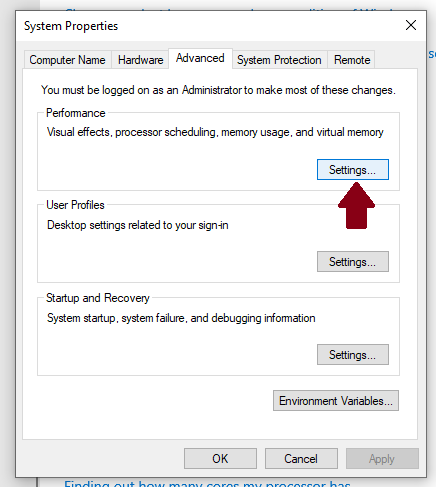 System Properties
Computer Name Hardware Advanced System Protection Remote
You must be logged on as an Administrator to make most of these changes.
Performance
Visual effects, processor scheduling, memory usage, and virtual memory
Settings...
User Profiles
Desktop settings related to your sign-in
Settings...
Startup and Recovery
System startup, system failure, and debugging information
Settings...
Environment Variables...
OK Cancel Apply
Finding out how many cores my processor has